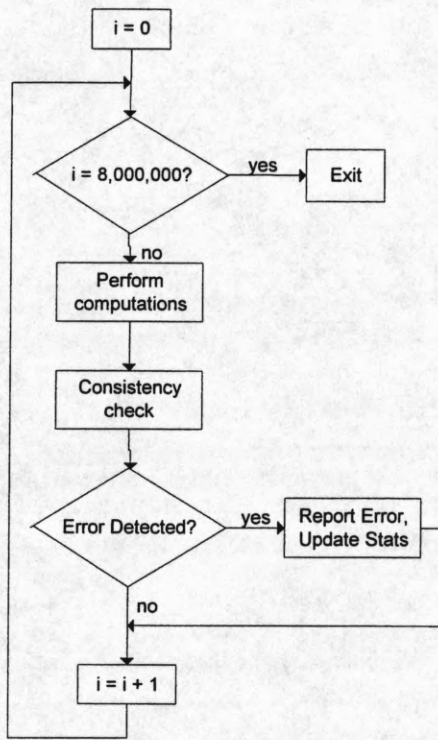 i = 0
i = 8,000,000?
yes
Exit
no
Perform
computations
Consistency
check
Error Detected?
yes
Report Error,
Update Stats
no
i = i + 1